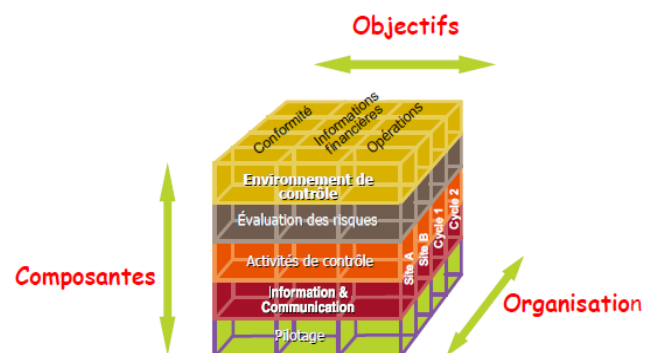 Objectifs
Conformité
Informations
financières
Opérations
Environnement de
contrôle
Évaluation des risques
Activités de contrôle
Information &
Communication
Pilotage
Site A
Site B
Cycle 1
Cycle 2
Composantes
Organisation